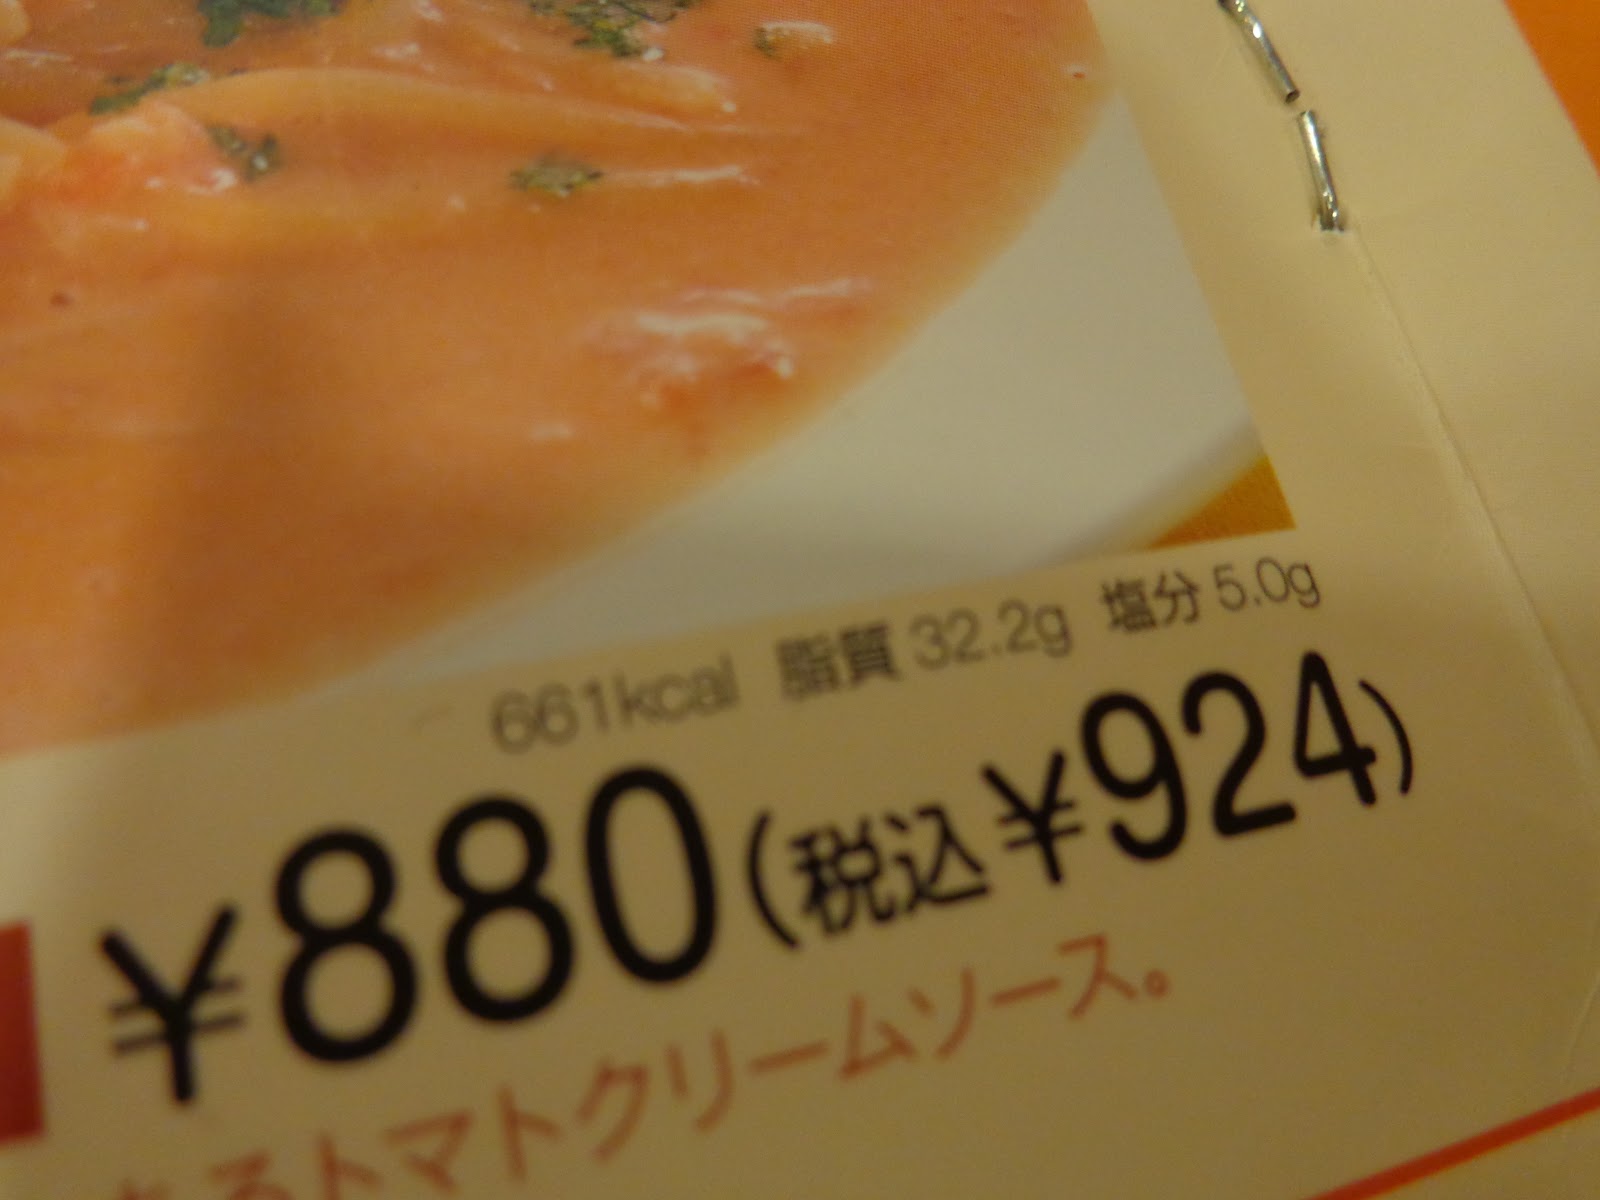 661kcal 脂質 32.2g 塩分 5.0g
¥880(税込¥924)
るトマトクリームソース。